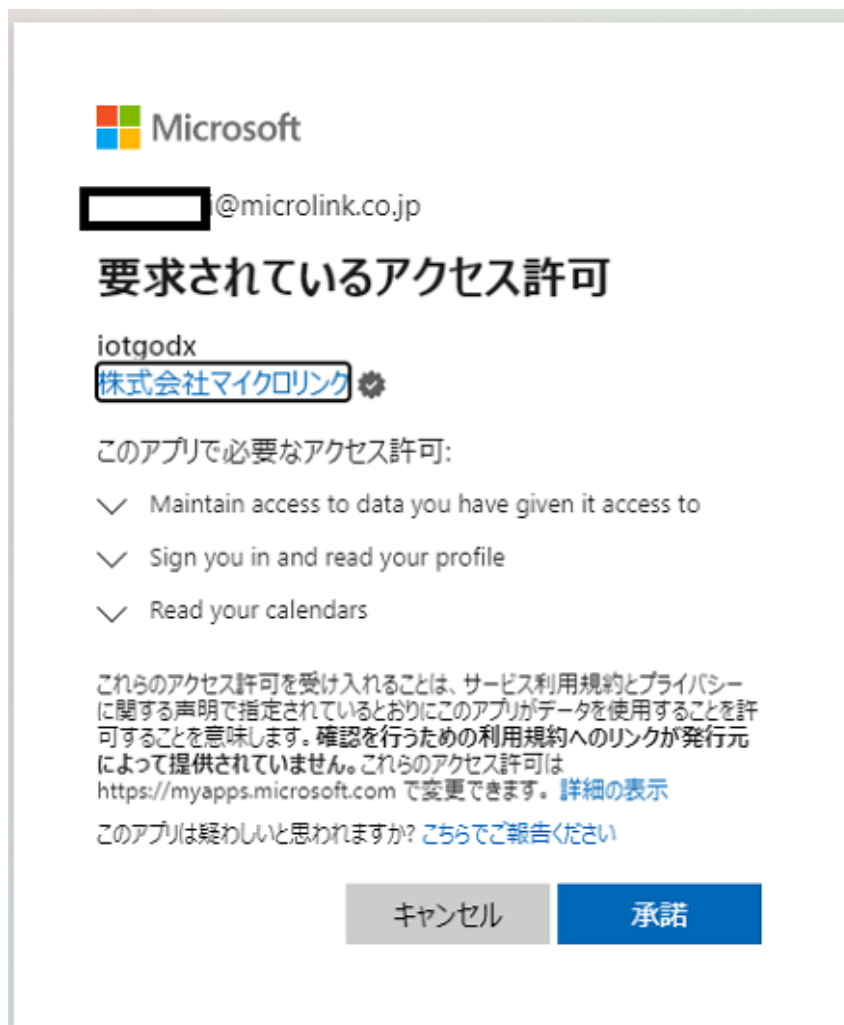 Microsoft
i@microlink.co.jp
要求されているアクセス許可
iotgodx
株式会社マイクロリンク
このアプリで必要なアクセス許可:
Maintain access to data you have given it access to
Sign you in and read your profile
Read your calendars
これらのアクセス許可を受け入れることは、サービス利用規約とプライバシー
に関する声明で指定されているとおりにこのアプリがデータを使用することを許
可することを意味します。確認を行うための利用規約へのリンクが発行元
によって提供されていません。これらのアクセス許可は
https://myapps.microsoft.com で変更できます。詳細の表示
このアプリは疑わしいと思われますか? こちらでご報告ください
キャンセル
承諾